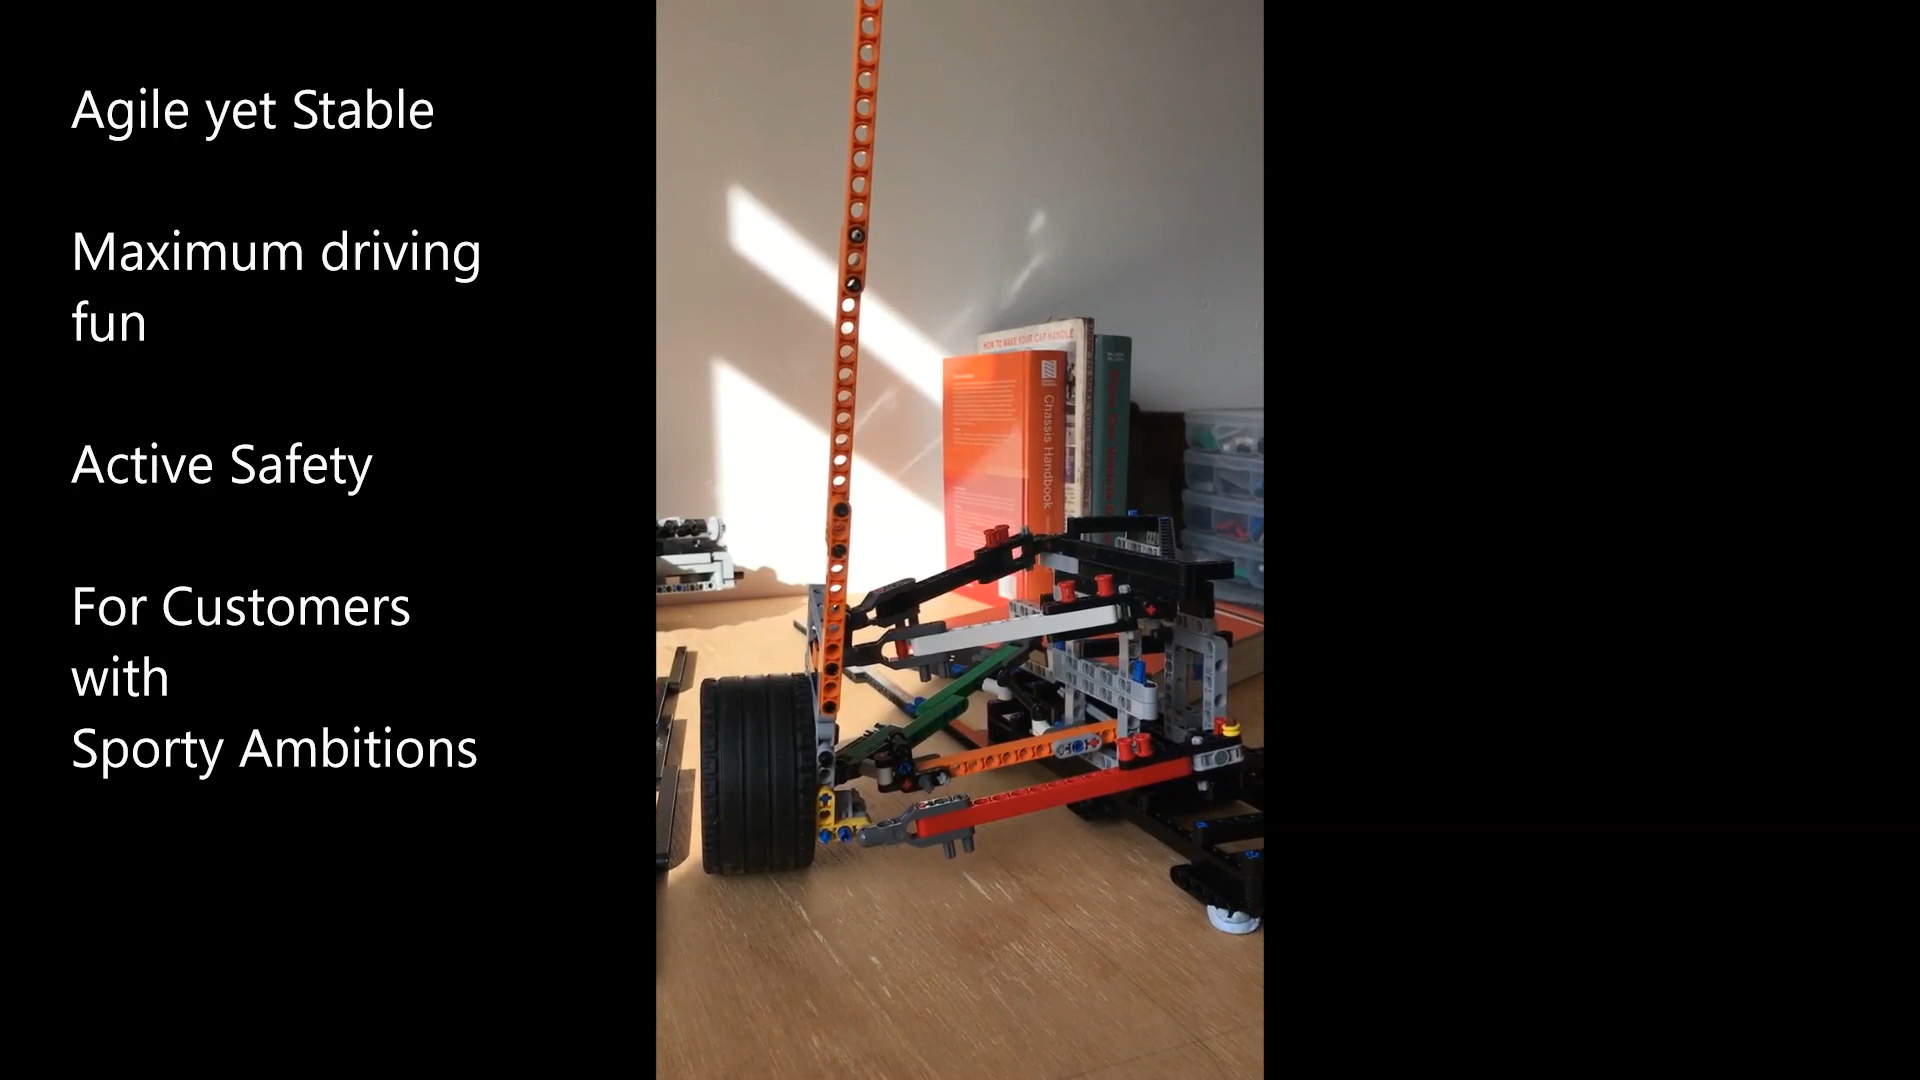 Agile yet Stable
Maximum driving
fun
Active Safety
For Customers
with
Sporty Ambitions
HOW TO MAKE YOUR CAR HANDLE
Chassis Handbook